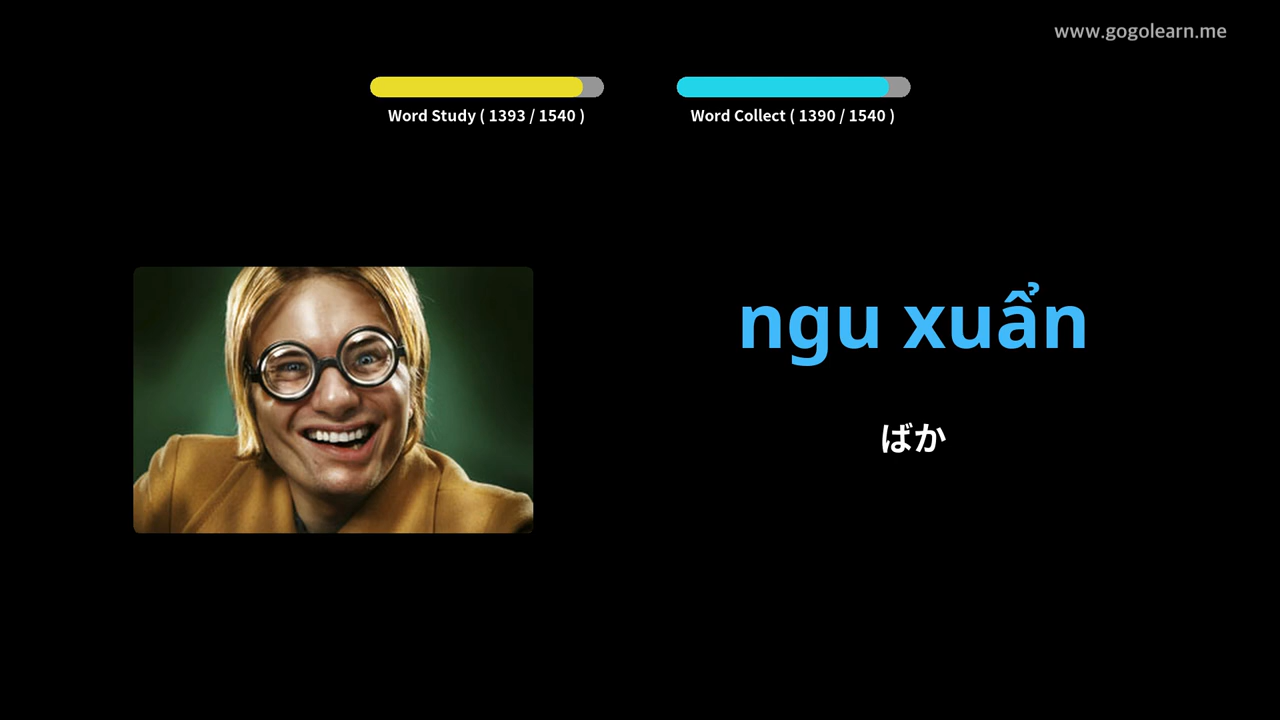 www.gogolearn.me
Word Study ( 1393 / 1540 )
Word Collect ( 1390 / 1540 )
ngu xuẩn
ばか